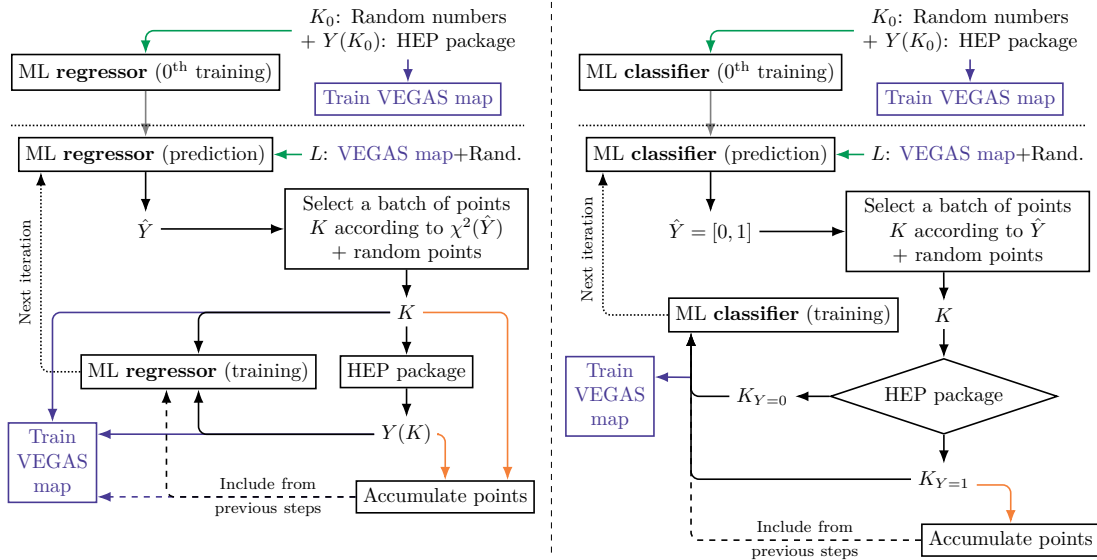 K₀: Random numbers
+ Y(K₀): HEP package
ML regressor (0th training)
Train VEGAS map
ML regressor (prediction)
L: VEGAS map+Rand.
Ŷ
Select a batch of points
K according to χ²(Ŷ)
+ random points
Next iteration
K
ML regressor (training)
HEP package
Train
VEGAS
map
Y(K)
Include from
previous steps
Accumulate points
K₀: Random numbers
+ Y(K₀): HEP package
ML classifier (0th training)
Train VEGAS map
ML classifier (prediction)
L: VEGAS map+Rand.
Ŷ = [0, 1]
Select a batch of points
K according to Ŷ
+ random points
Next iteration
ML classifier (training)
K
Train
VEGAS
map
K_{Y=0}
HEP package
K_{Y=1}
Include from
previous steps
Accumulate points